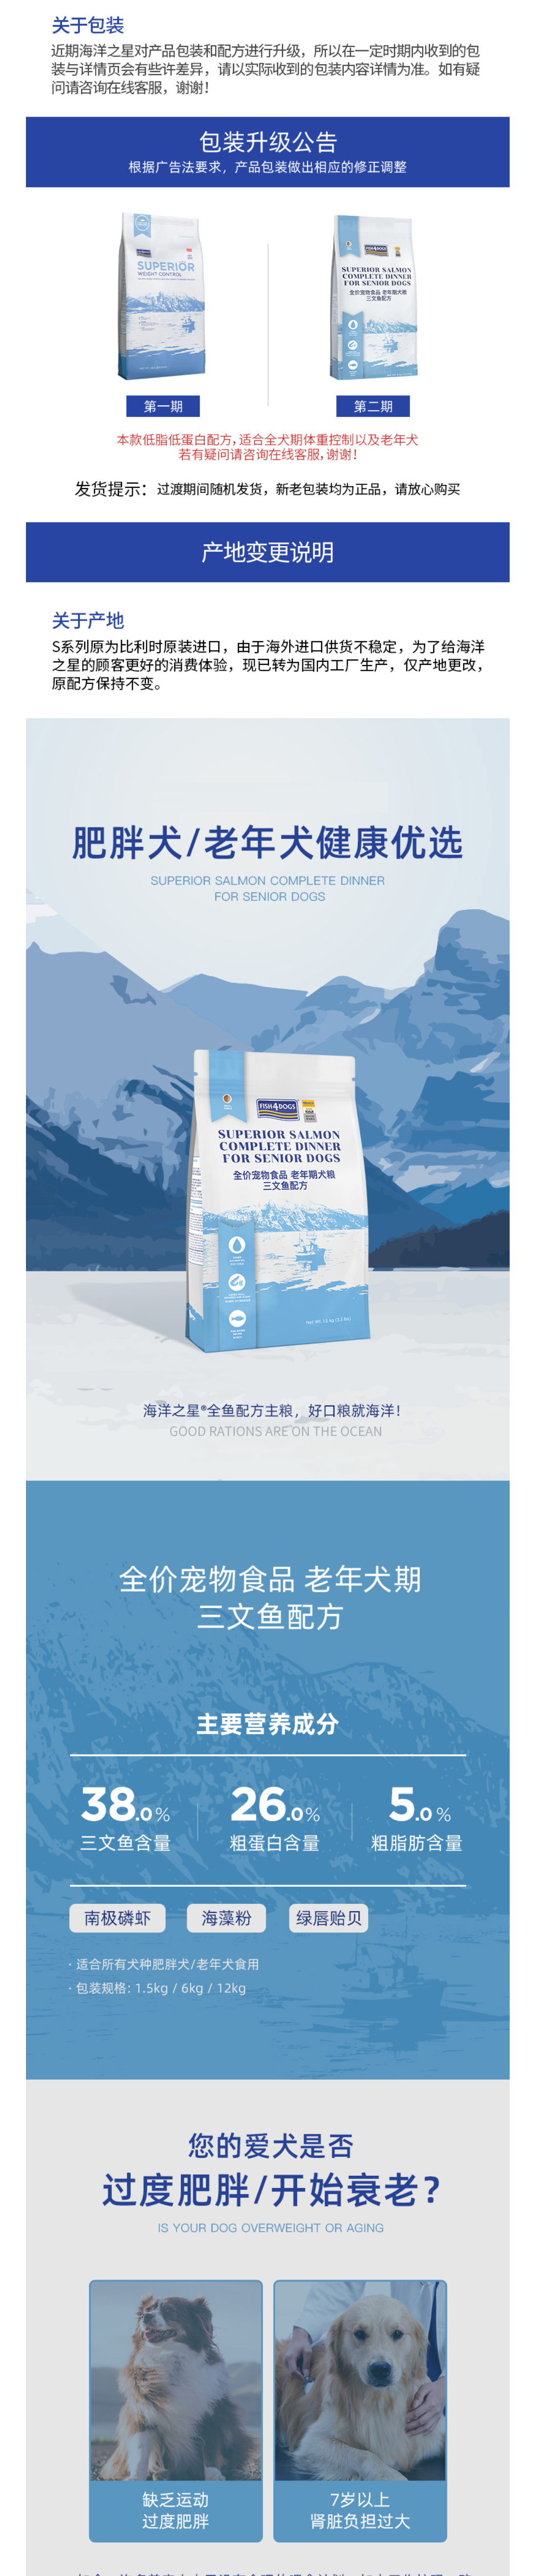 关于包装
近期海洋之星对产品包装和配方进行升级，所以在一定时期内收到的包
装与详情页会有些许差异，请以实际收到的包装内容详情为准。如有疑
问请咨询在线客服，谢谢！
包装升级公告
根据广告法要求，产品包装做出相应的修正调整
SUPERIOR
WEIGHT CONTROL
FISH4DOGS
SUPERIOR SALMON
COMPLETE DINNER
FOR SENIOR DOGS
全价宠物食品 老年期犬粮
三文鱼配方
第一期
第二期
本款低脂低蛋白配方，适合全犬期体重控制以及老年犬
若有疑问请咨询在线客服，谢谢！
发货提示：过渡期间随机发货，新老包装均为正品，请放心购买
产地变更说明
关于产地
S系列原为比利时原装进口，由于海外进口供货不稳定，为了给海洋
之星的顾客更好的消费体验，现已转为国内工厂生产，仅产地更改，
原配方保持不变。
肥胖犬/老年犬健康优选
SUPERIOR SALMON COMPLETE DINNER
FOR SENIOR DOGS
FISH4DOGS
SUPERIOR SALMON
COMPLETE DINNER
FOR SENIOR DOGS
全价宠物食品 老年期犬粮
三文鱼配方
海洋之星®全鱼配方主粮，好口粮就海洋！
GOOD RATIONS ARE ON THE OCEAN
全价宠物食品 老年犬期
三文鱼配方
主要营养成分
38.0% 26.0% 5.0%
三文鱼含量 粗蛋白含量 粗脂肪含量
南极磷虾 海藻粉 绿唇贻贝
· 适合所有犬种肥胖犬/老年犬食用
· 包装规格: 1.5kg / 6kg / 12kg
您的爱犬是否
过度肥胖/开始衰老?
IS YOUR DOG OVERWEIGHT OR AGING
缺乏运动
过度肥胖
7岁以上
肾脏负担过大